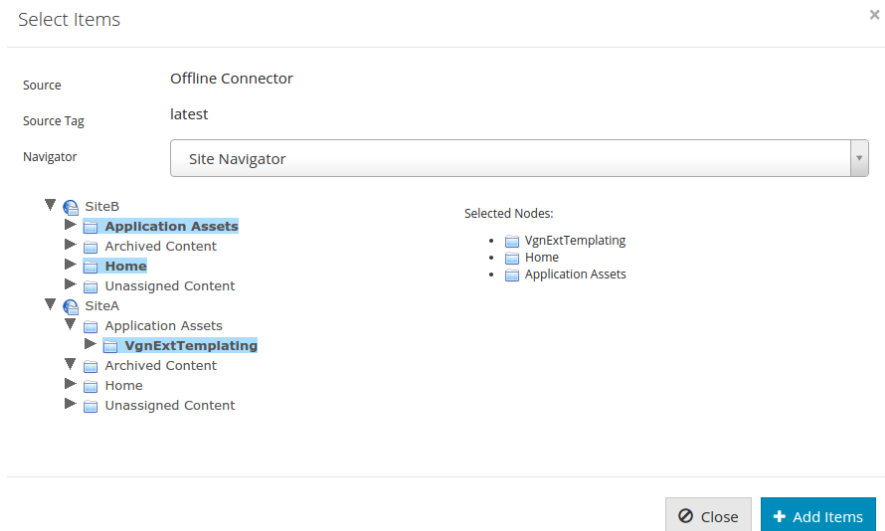 Select Items
×
Source Offline Connector
Source Tag latest
Navigator Site Navigator
SiteB
Application Assets
Archived Content
Home
Unassigned Content
SiteA
Application Assets
VgnExtTemplating
Archived Content
Home
Unassigned Content
Selected Nodes:
• VgnExtTemplating
• Home
• Application Assets
Close
+ Add Items